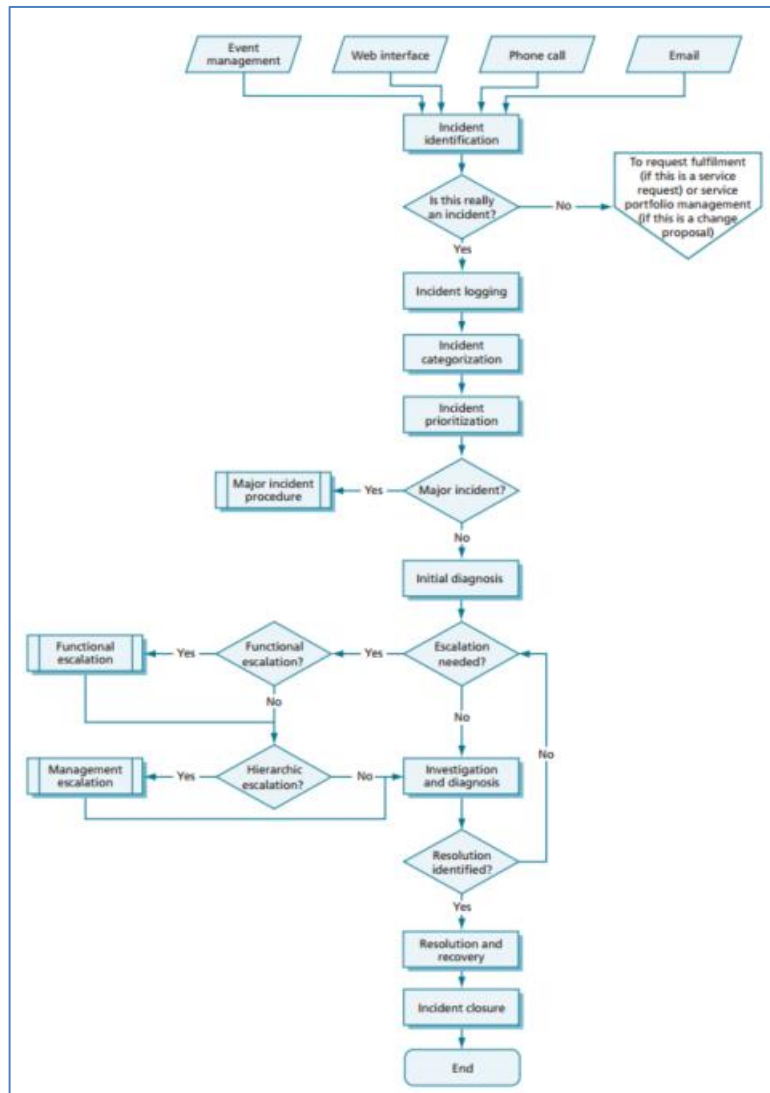 Event
management
Web interface
Phone call
Email
Incident
identification
Is this really
an incident?
No
To request fulfilment
(if this is a service
request) or service
portfolio management
(if this is a change
proposal)
Yes
Incident logging
Incident
categorization
Incident
prioritization
Major incident
procedure
Yes
Major incident?
No
Initial diagnosis
Functional
escalation
Yes
Functional
escalation?
Yes
Escalation
needed?
No
No
No
Management
escalation
Yes
Hierarchic
escalation?
No
Investigation
and diagnosis
Resolution
identified?
Yes
Resolution and
recovery
Incident closure
End